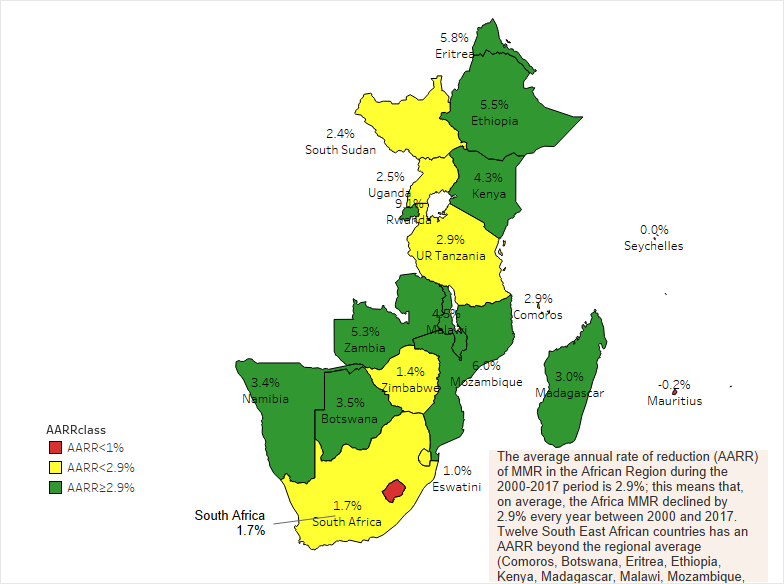 5.8%
Eritrea
5.5%
Ethiopia
2.4%
South Sudan
2.5%
Uganda
4.3%
Kenya
9.1%
Rwanda
2.9%
UR Tanzania
0.0%
Seychelles
2.9%
Comoros
4.5%
Malawi
5.3%
Zambia
6.0%
Mozambique
1.4%
Zimbabwe
3.0%
Madagascar
-0.2%
Mauritius
3.4%
Namibia
3.5%
Botswana
1.0%
Eswatini
1.7%
South Africa
South Africa
1.7%
AARRclass
AARR<1%
AARR<2.9%
AARR≥2.9%
The average annual rate of reduction (AARR)
of MMR in the African Region during the
2000-2017 period is 2.9%; this means that,
on average, the Africa MMR declined by
2.9% every year between 2000 and 2017.
Twelve South East African countries has an
AARR beyond the regional average
(Comoros, Botswana, Eritrea, Ethiopia,
Kenya, Madagascar, Malawi, Mozambique,